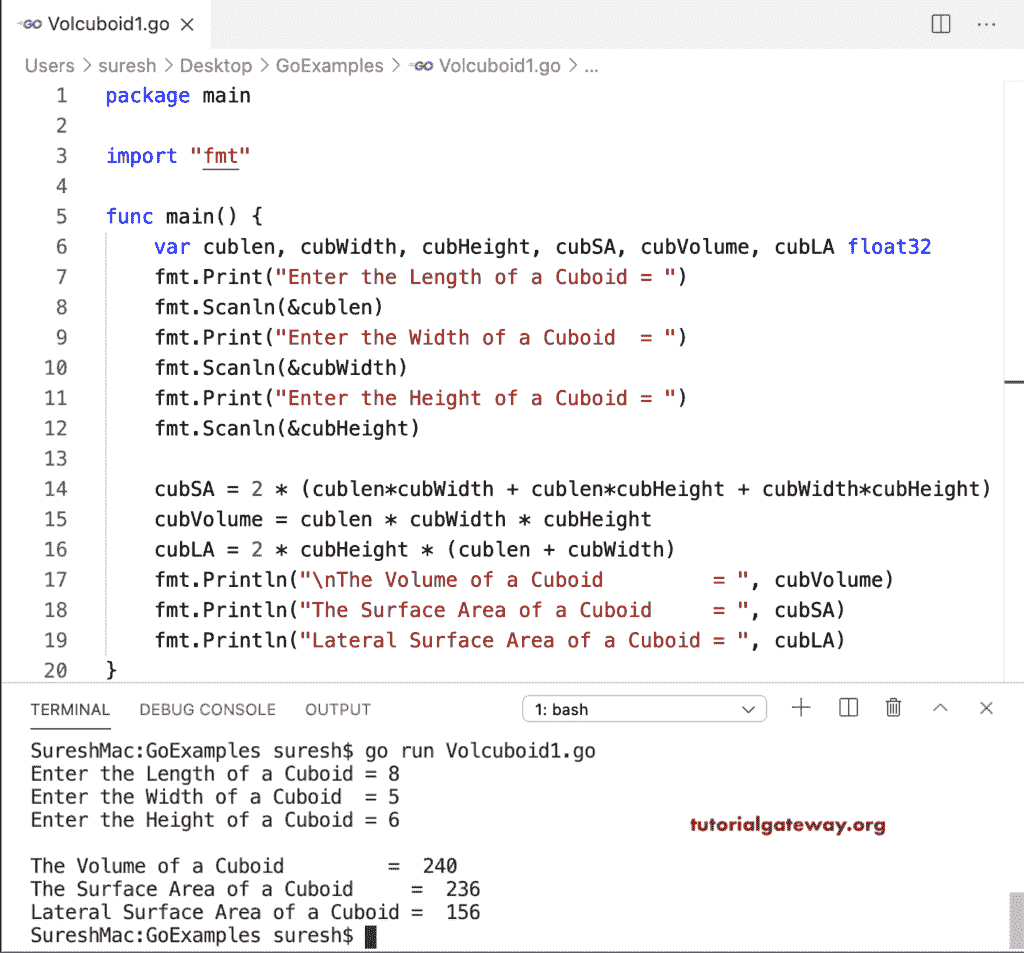 GO Volcuboid1.go
Users > suresh > Desktop > GoExamples > GO Volcuboid1.go > ...
1 package main
2
3 import "fmt"
4
5 func main() {
6     var cublen, cubWidth, cubHeight, cubSA, cubVolume, cubLA float32
7     fmt.Print("Enter the Length of a Cuboid = ")
8     fmt.Scanln(&cublen)
9     fmt.Print("Enter the Width of a Cuboid  = ")
10     fmt.Scanln(&cubWidth)
11     fmt.Print("Enter the Height of a Cuboid = ")
12     fmt.Scanln(&cubHeight)
13
14     cubSA = 2 * (cublen*cubWidth + cublen*cubHeight + cubWidth*cubHeight)
15     cubVolume = cublen * cubWidth * cubHeight
16     cubLA = 2 * cubHeight * (cublen + cubWidth)
17     fmt.Println("\nThe Volume of a Cuboid         = ", cubVolume)
18     fmt.Println("The Surface Area of a Cuboid     = ", cubSA)
19     fmt.Println("Lateral Surface Area of a Cuboid = ", cubLA)
20 }
TERMINAL DEBUG CONSOLE OUTPUT 1: bash
SureshMac:GoExamples suresh$ go run Volcuboid1.go
Enter the Length of a Cuboid = 8
Enter the Width of a Cuboid  = 5
Enter the Height of a Cuboid = 6
tutorialgateway.org
The Volume of a Cuboid         =  240
The Surface Area of a Cuboid     =  236
Lateral Surface Area of a Cuboid =  156
SureshMac:GoExamples suresh$